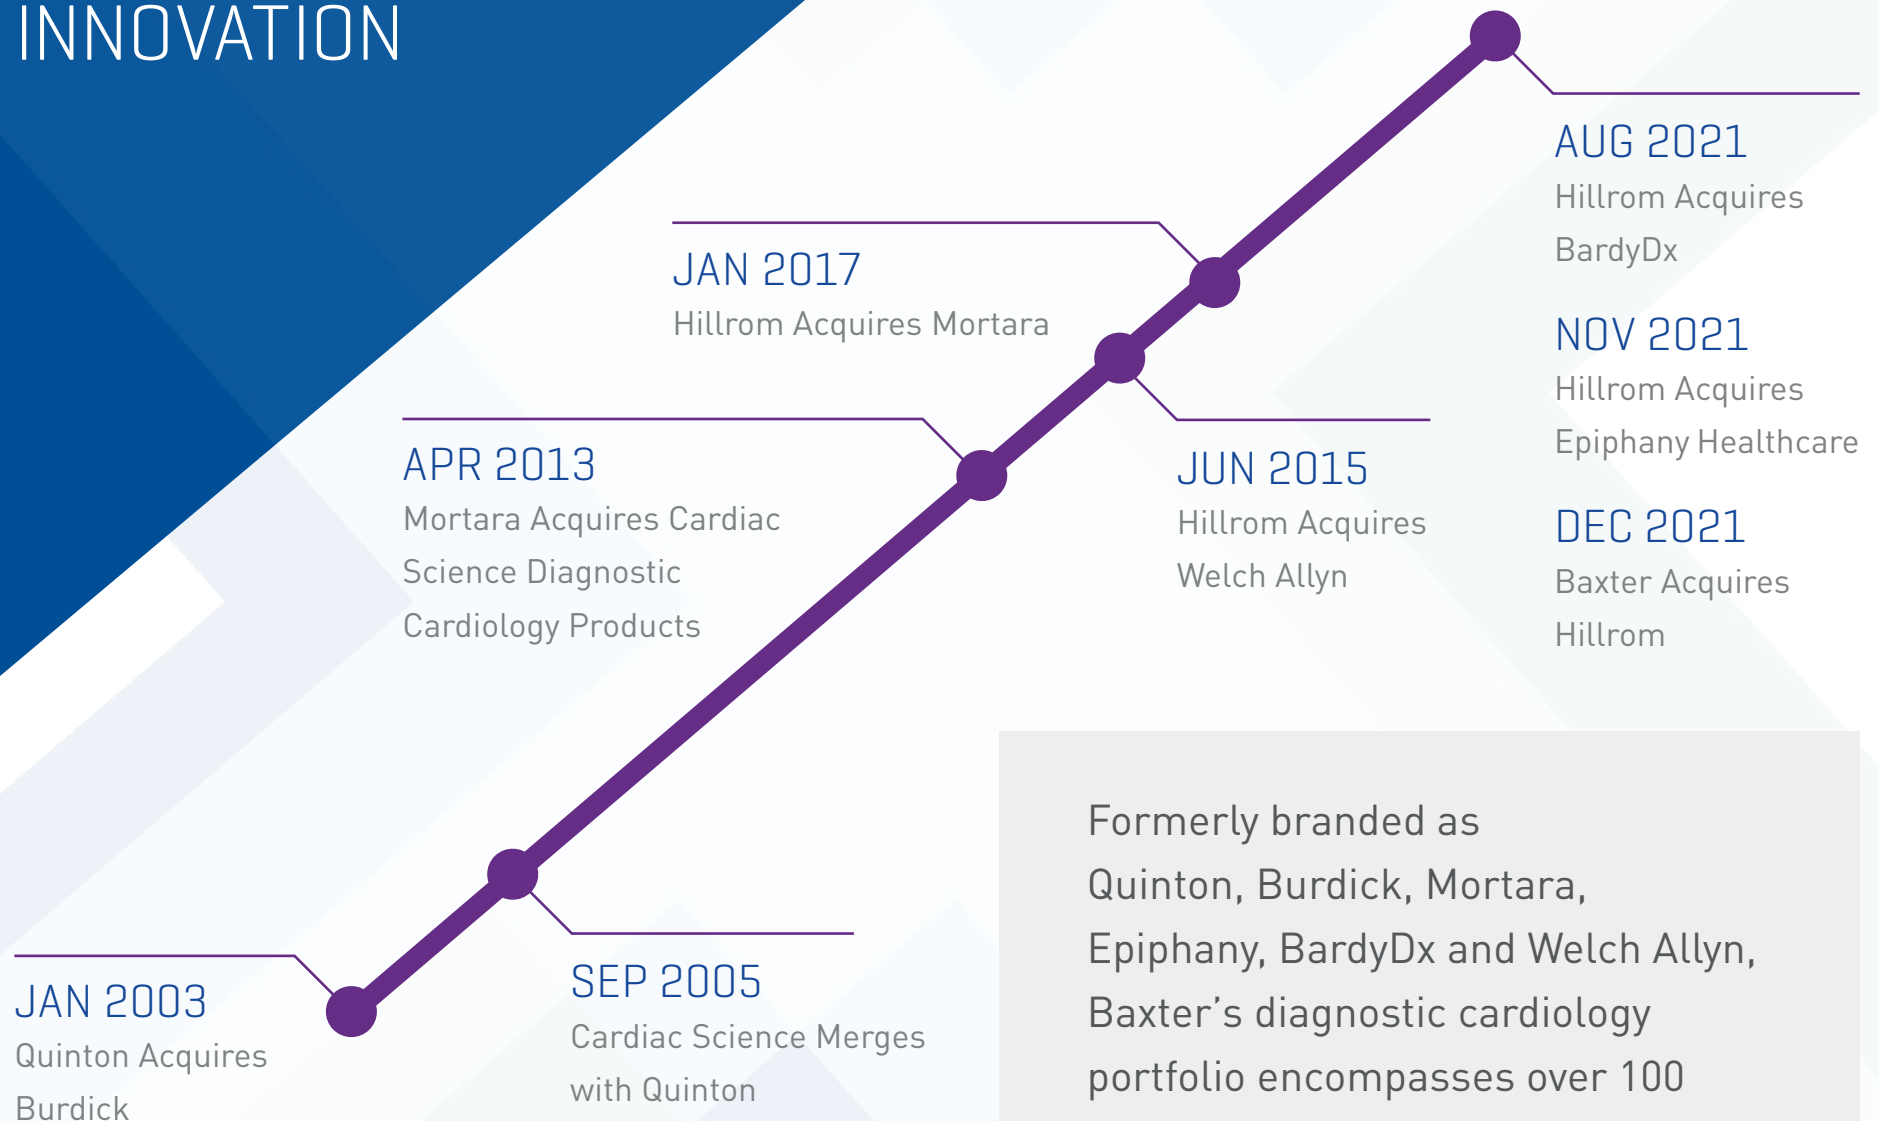 INNOVATION
AUG 2021
Hillrom Acquires
BardyDx
NOV 2021
Hillrom Acquires
Epiphany Healthcare
DEC 2021
Baxter Acquires
Hillrom
JAN 2017
Hillrom Acquires Mortara
JUN 2015
Hillrom Acquires
Welch Allyn
APR 2013
Mortara Acquires Cardiac
Science Diagnostic
Cardiology Products
SEP 2005
Cardiac Science Merges
with Quinton
JAN 2003
Quinton Acquires
Burdick
Formerly branded as
Quinton, Burdick, Mortara,
Epiphany, BardyDx and Welch Allyn,
Baxter’s diagnostic cardiology
portfolio encompasses over 100